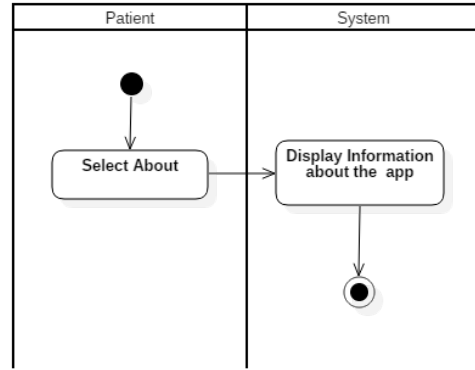 Patient
System
Select About
Display Information
about the app